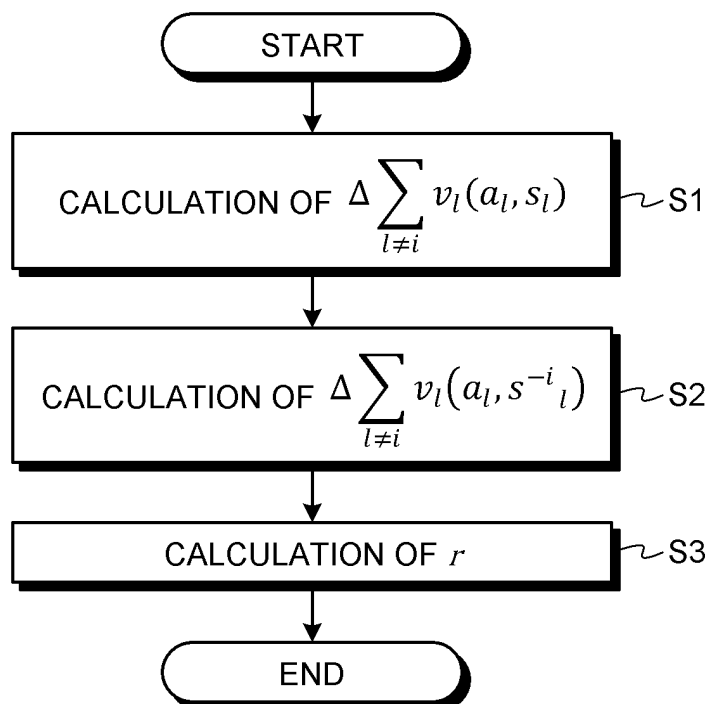 START
CALCULATION OF Δ∑_{l≠i} v_l(a_l, s_l)
S1
CALCULATION OF Δ∑_{l≠i} v_l(a_l, s^{-i}_l)
S2
CALCULATION OF r
S3
END